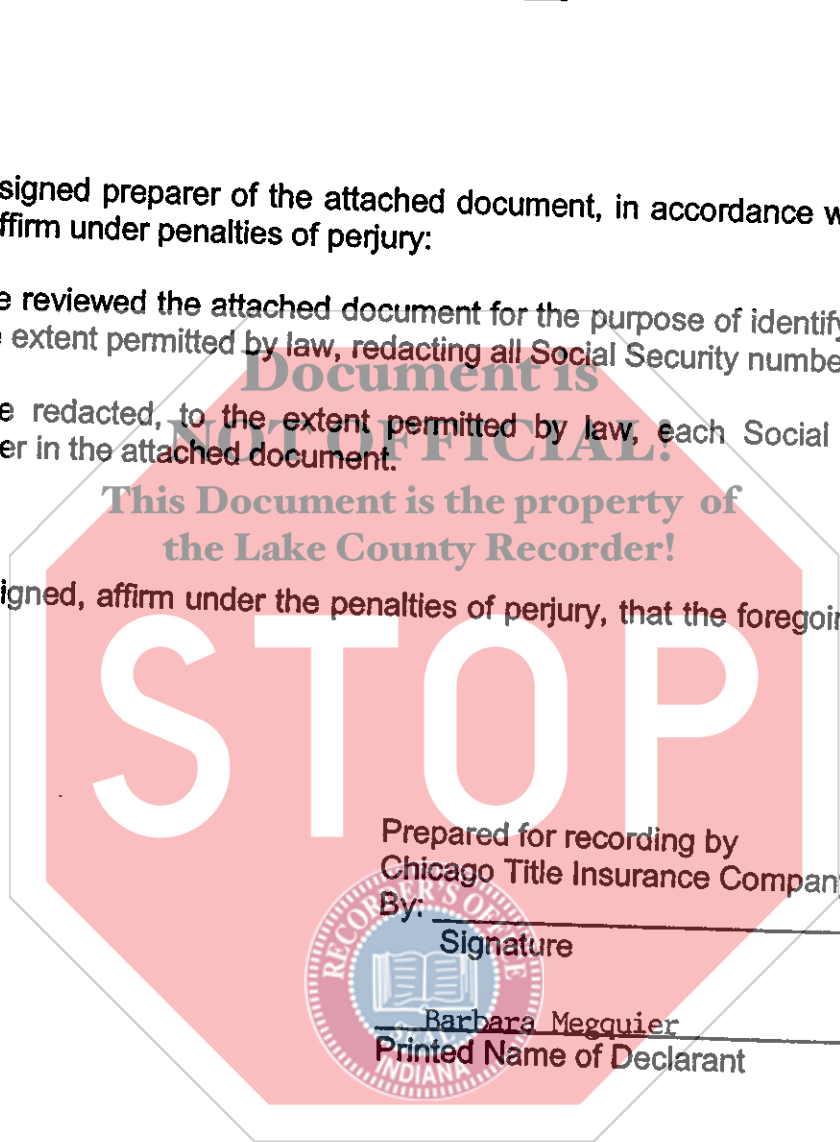 signed preparer of the attached document, in accordance w
ffirm under penalties of perjury:
e reviewed the attached document for the purpose of identify
e extent permitted by law, redacting all Social Security numbe
Document is
e redacted, to the extent permitted by law, each Social
NOT OFFICIAL!
er in the attached document.
This Document is the property of
the Lake County Recorder!
igned, affirm under the penalties of perjury, that the foregoin
STOP
Prepared for recording by
Chicago Title Insurance Company
By:
Signature
RECORDER'S OFFICE
SEAL
INDIANA
Barbara Megquier
Printed Name of Declarant